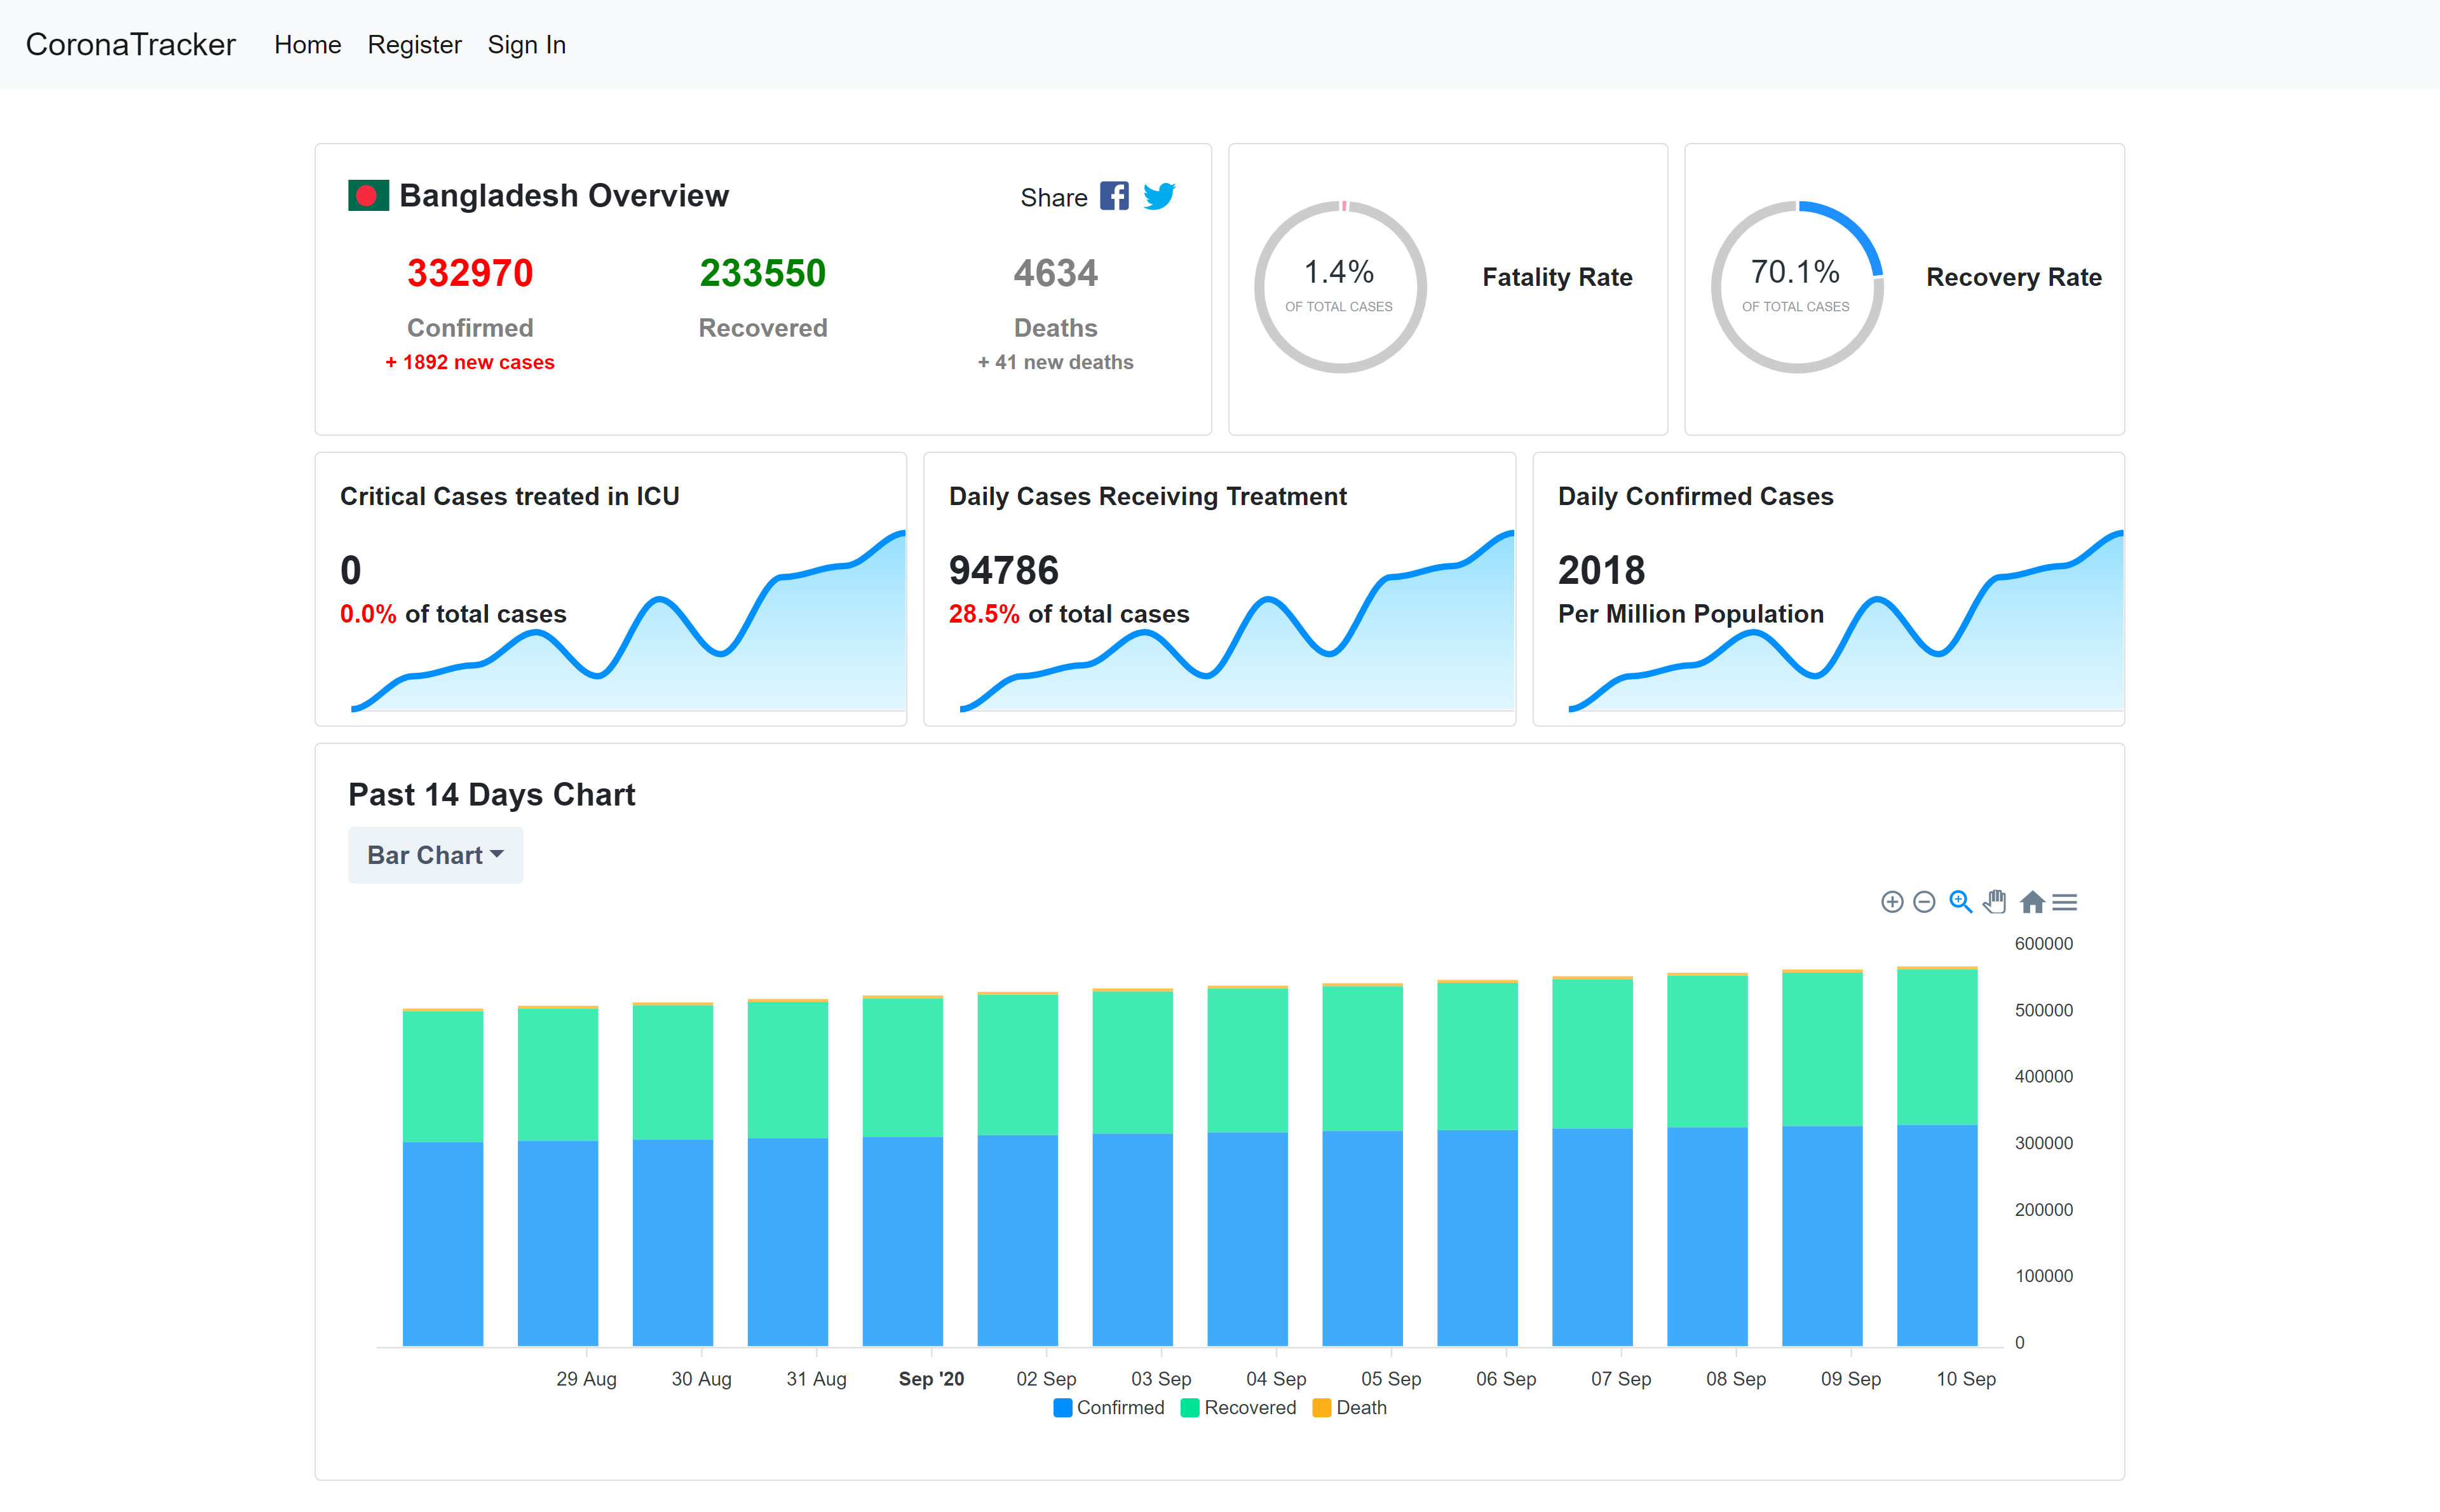 CoronaTracker Home Register Sign In
Bangladesh Overview
Share
332970 233550 4634
Confirmed Recovered Deaths
+ 1892 new cases + 41 new deaths
1.4%
OF TOTAL CASES
Fatality Rate
70.1%
OF TOTAL CASES
Recovery Rate
Critical Cases treated in ICU
0
0.0% of total cases
Daily Cases Receiving Treatment
94786
28.5% of total cases
Daily Confirmed Cases
2018
Per Million Population
Past 14 Days Chart
Bar Chart
600000
500000
400000
300000
200000
100000
0
29 Aug 30 Aug 31 Aug Sep '20 02 Sep 03 Sep 04 Sep 05 Sep 06 Sep 07 Sep 08 Sep 09 Sep 10 Sep
Confirmed Recovered Death